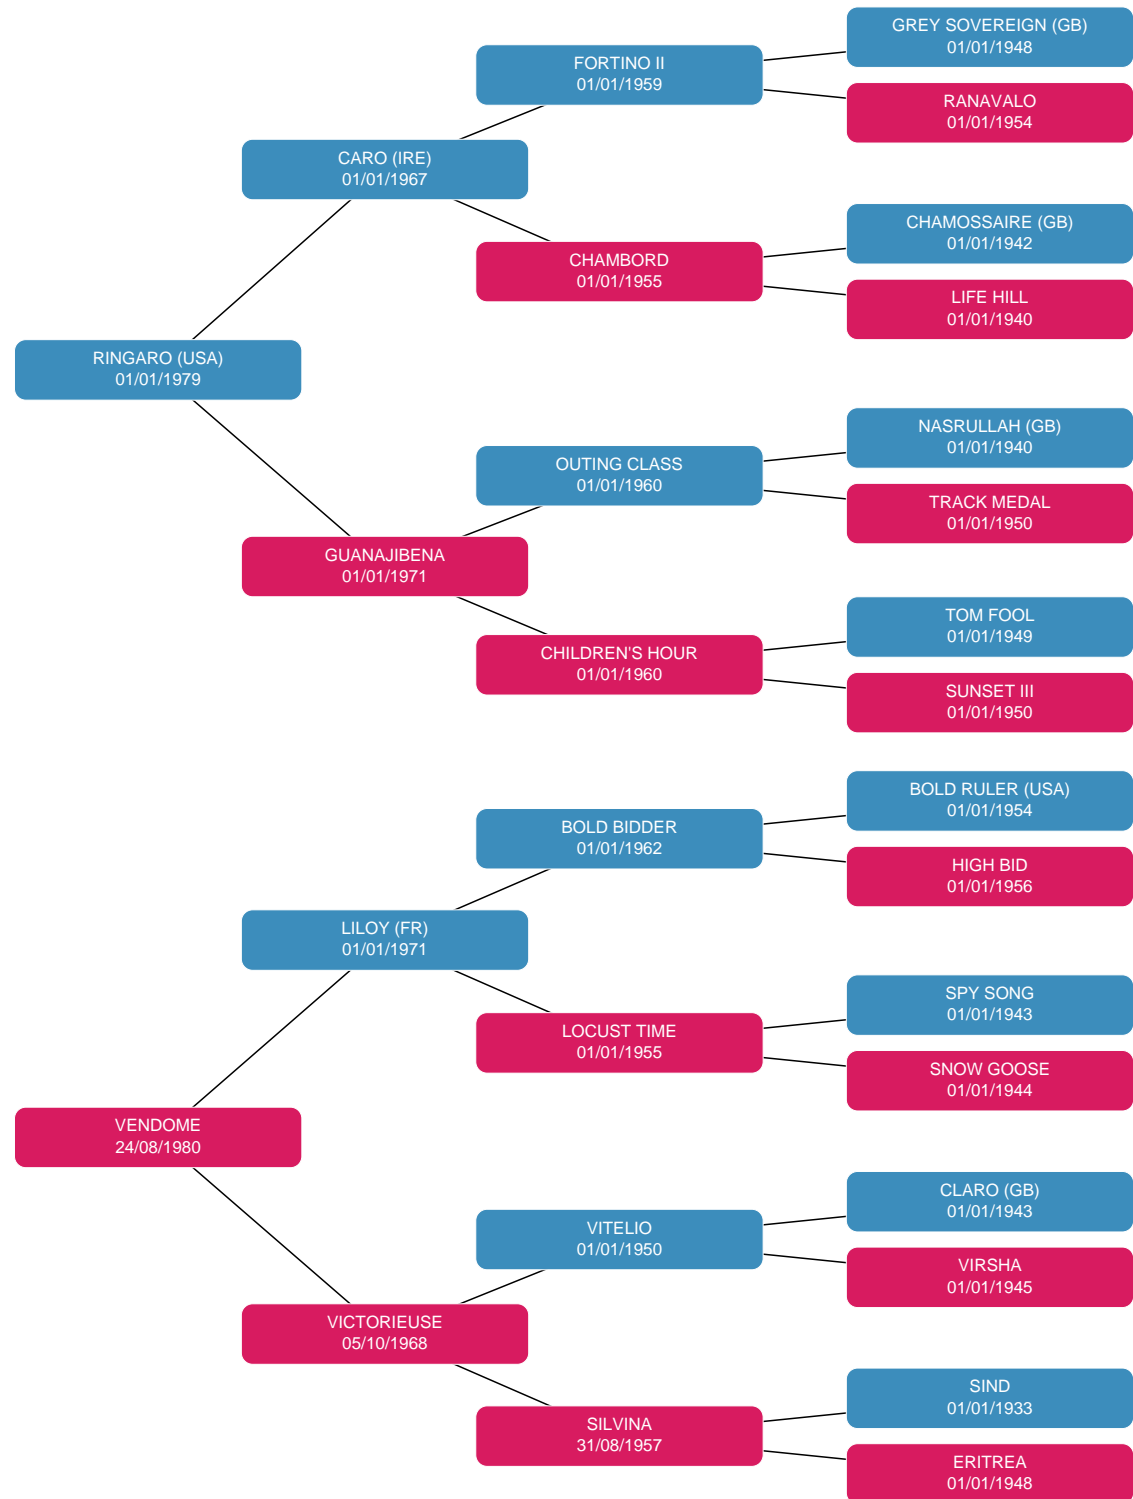 GREY SOVEREIGN (GB)
01/01/1948
FORTINO II
01/01/1959
RANAVALO
01/01/1954
CARO (IRE)
01/01/1967
CHAMOSSAIRE (GB)
01/01/1942
CHAMBORD
01/01/1955
LIFE HILL
01/01/1940
RINGARO (USA)
01/01/1979
NASRULLAH (GB)
01/01/1940
OUTING CLASS
01/01/1960
TRACK MEDAL
01/01/1950
GUANAJIBENA
01/01/1971
TOM FOOL
01/01/1949
CHILDREN'S HOUR
01/01/1960
SUNSET III
01/01/1950
BOLD RULER (USA)
01/01/1954
BOLD BIDDER
01/01/1962
HIGH BID
01/01/1956
LILOY (FR)
01/01/1971
SPY SONG
01/01/1943
LOCUST TIME
01/01/1955
SNOW GOOSE
01/01/1944
VENDOME
24/08/1980
CLARO (GB)
01/01/1943
VITELIO
01/01/1950
VIRSHA
01/01/1945
VICTORIEUSE
05/10/1968
SIND
01/01/1933
SILVINA
31/08/1957
ERITREA
01/01/1948